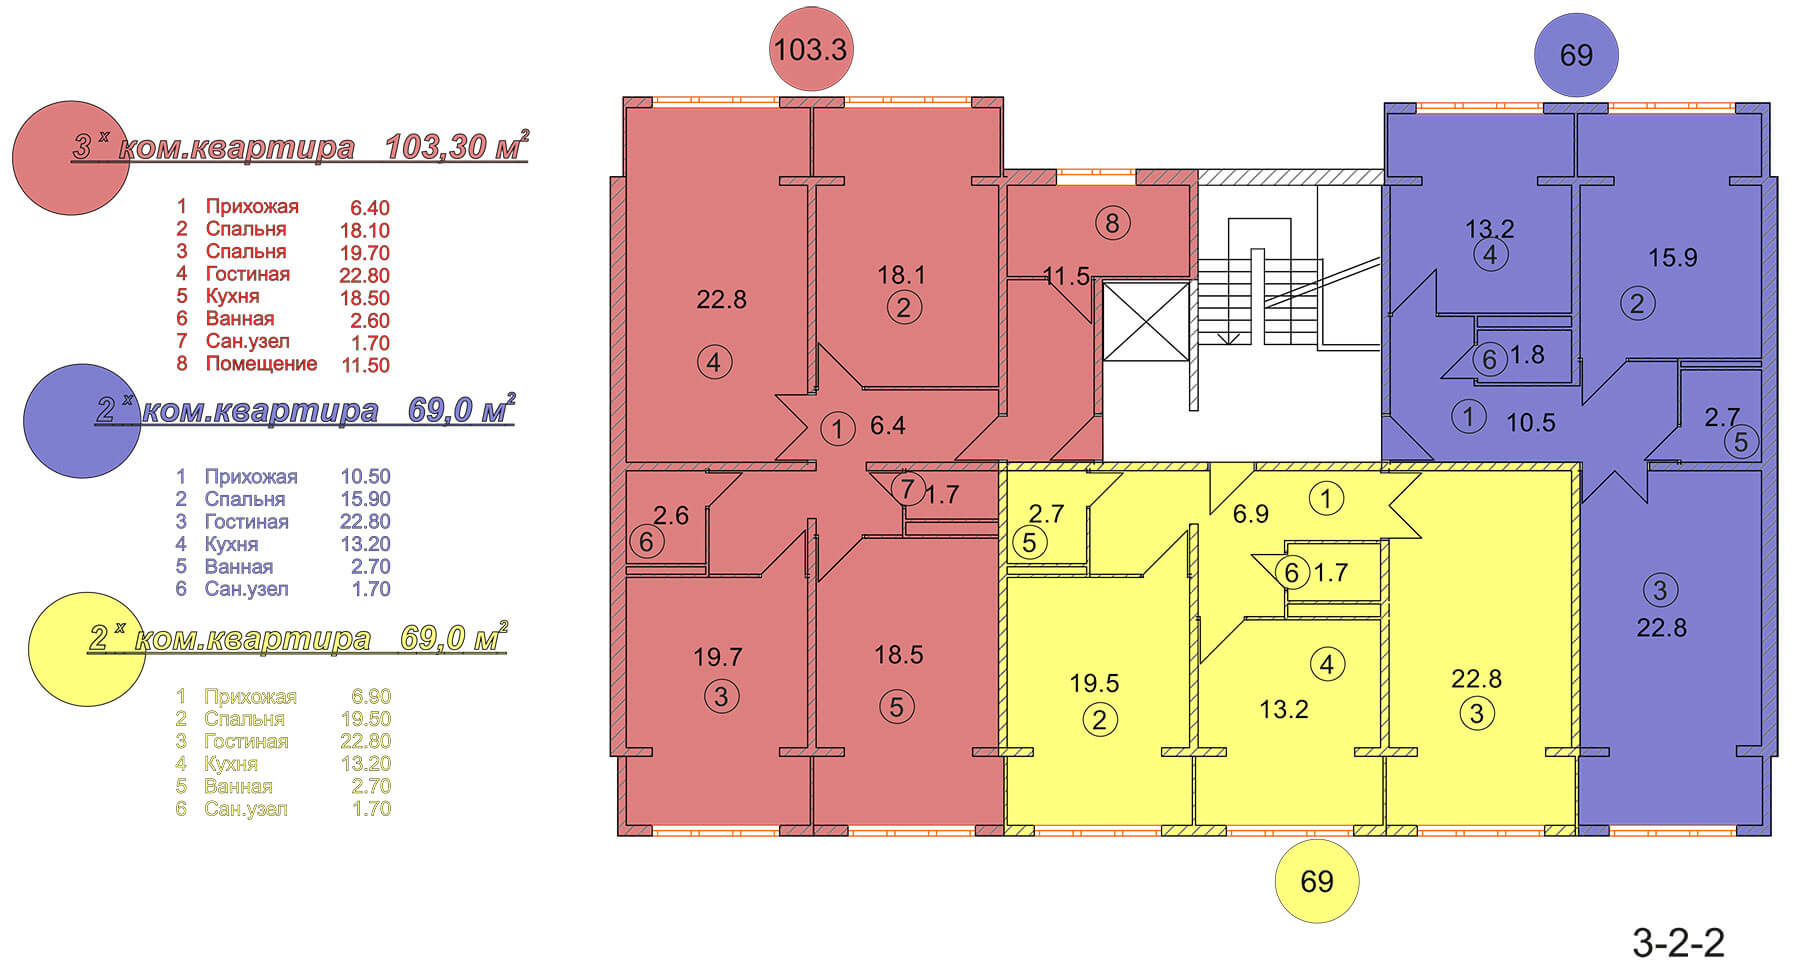 103.3
69
3 х ком.квартира 103,30 м²
1 Прихожая 6.40
2 Спальня 18.10
3 Спальня 19.70
4 Гостиная 22.80
5 Кухня 18.50
6 Ванная 2.60
7 Сан.узел 1.70
8 Помещение 11.50
2 х ком.квартира 69,0 м²
1 Прихожая 10.50
2 Спальня 15.90
3 Гостиная 22.80
4 Кухня 13.20
5 Ванная 2.70
6 Сан.узел 1.70
2 х ком.квартира 69,0 м²
1 Прихожая 6.90
2 Спальня 19.50
3 Гостиная 22.80
4 Кухня 13.20
5 Ванная 2.70
6 Сан.узел 1.70
22.8
4
18.1
2
8
11.5
13.2
4
15.9
2
6 1.8
1
6.4
1
10.5
2.7
5
2.6
6
7 1.7
2.7
5
6.9
1
6 1.7
3
22.8
19.7
3
18.5
5
19.5
2
4
13.2
22.8
3
69
3-2-2